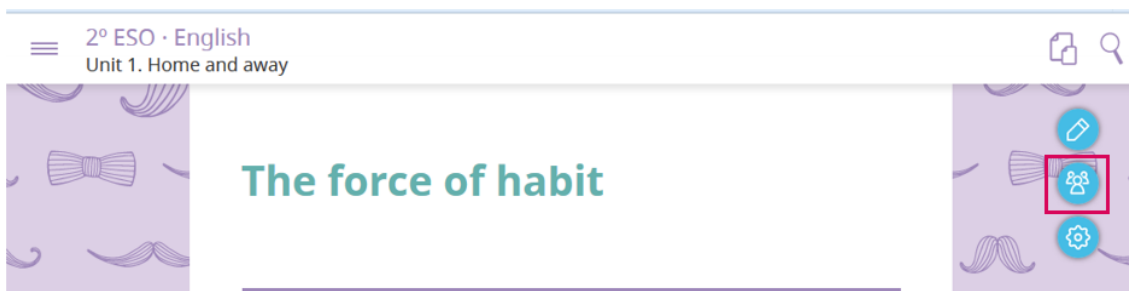 2º ESO · English
Unit 1. Home and away
The force of habit